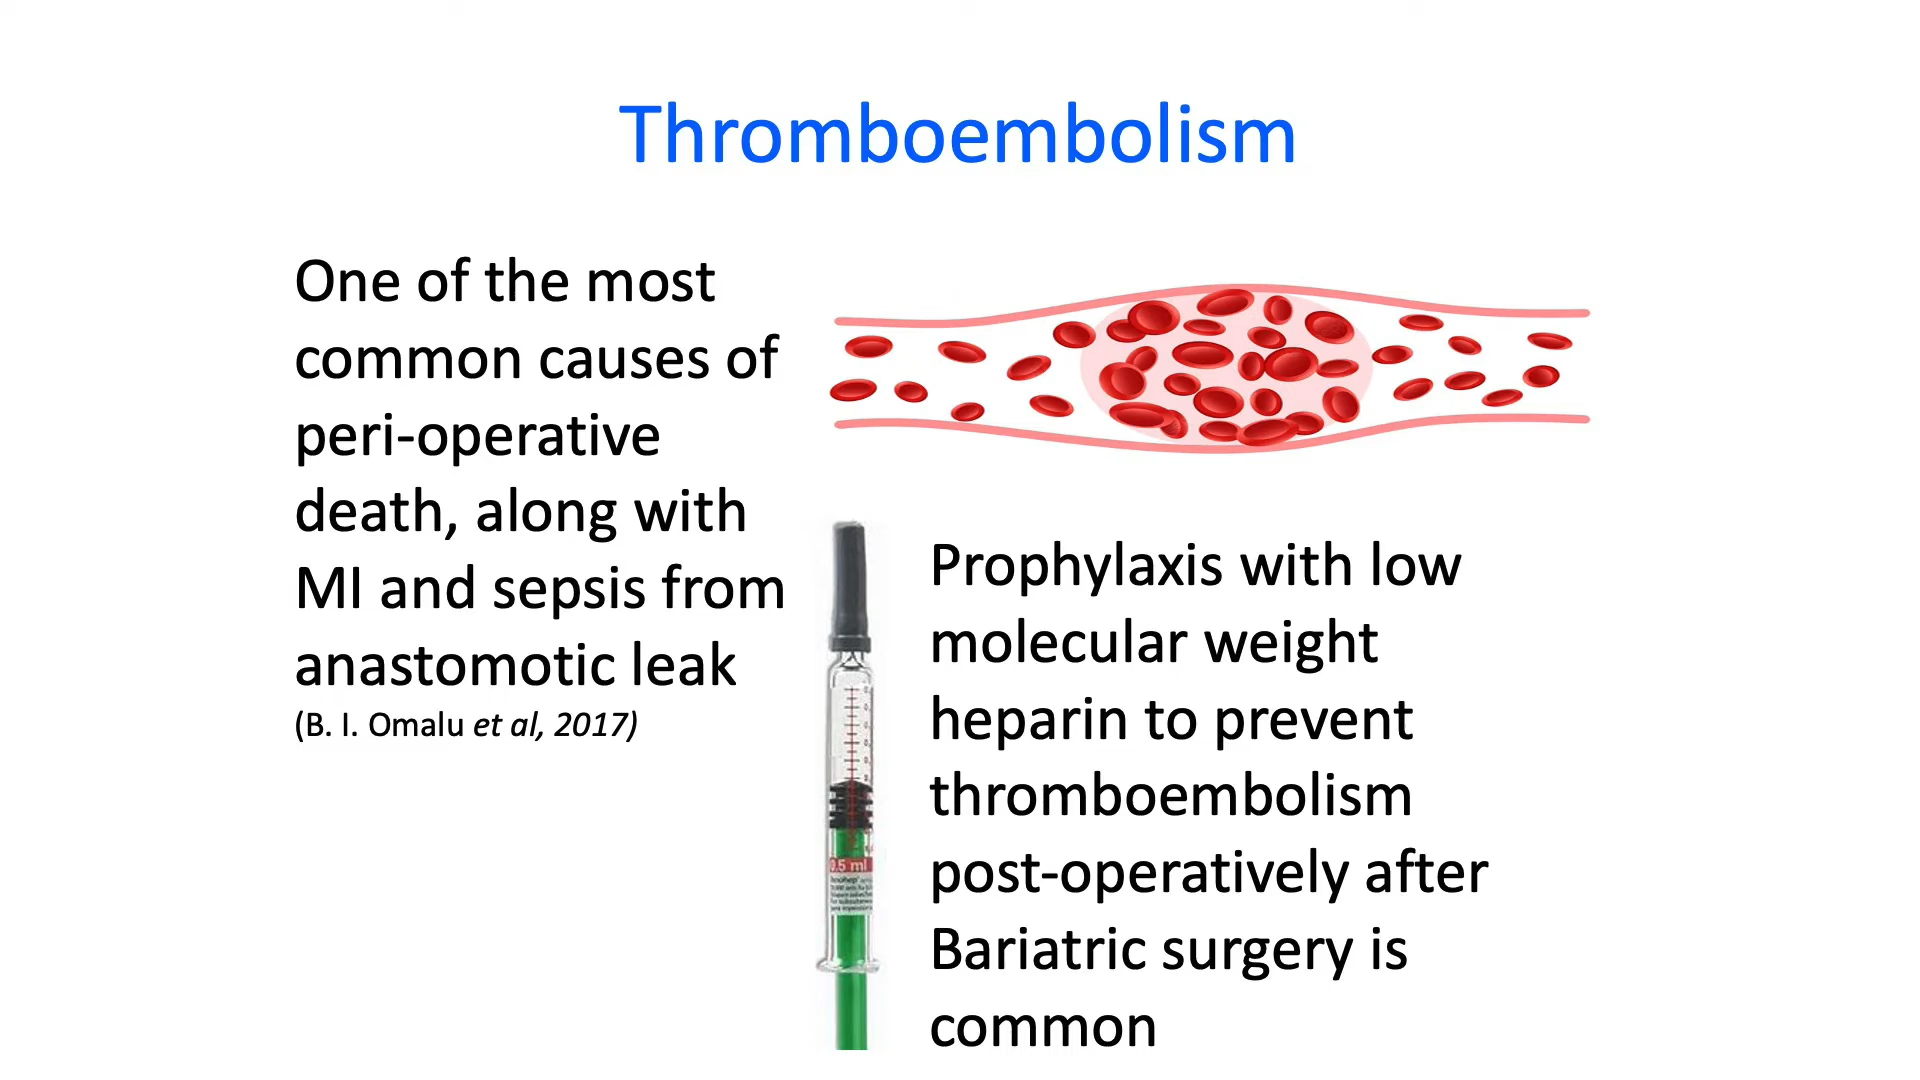 Thromboembolism
One of the most
common causes of
peri-operative
death, along with
MI and sepsis from
anastomotic leak
(B. I. Omalu et al, 2017)
Prophylaxis with low
molecular weight
heparin to prevent
thromboembolism
post-operatively after
Bariatric surgery is
common
0.5 ml